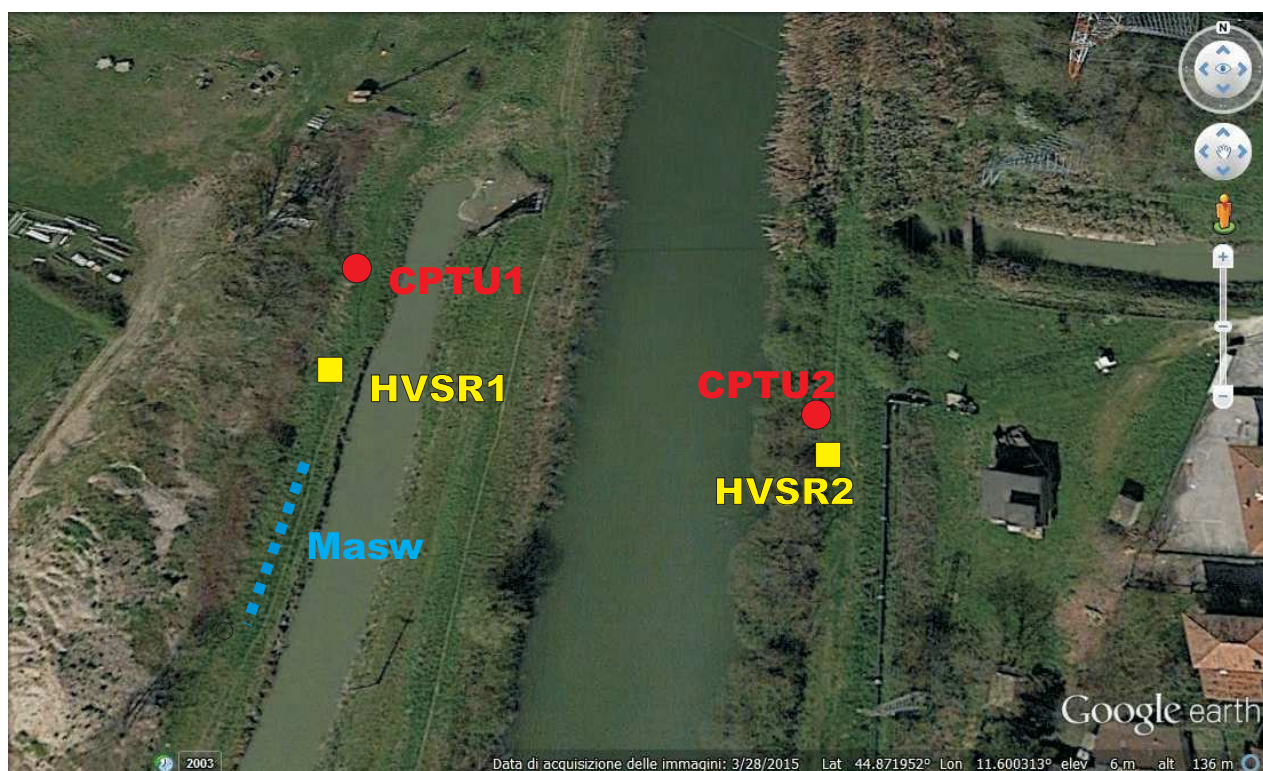 N
CPTU1
HVSR1
CPTU2
HVSR2
Masw
Google earth
2003
Data di acquisizione delle immagini: 3/28/2015 Lat 44.871952° Lon 11.600313° elev 6 m alt 136 m